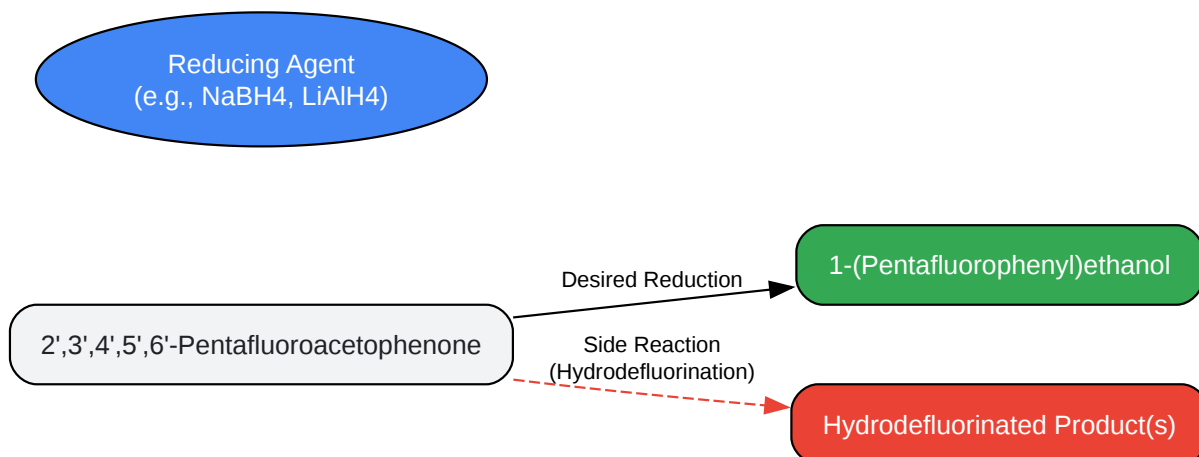 Reducing Agent
(e.g., NaBH4, LiAlH4)
1-(Pentafluorophenyl)ethanol
Desired Reduction
2',3',4',5',6'-Pentafluoroacetophenone
Side Reaction
(Hydrodefluorination)
Hydrodefluorinated Product(s)